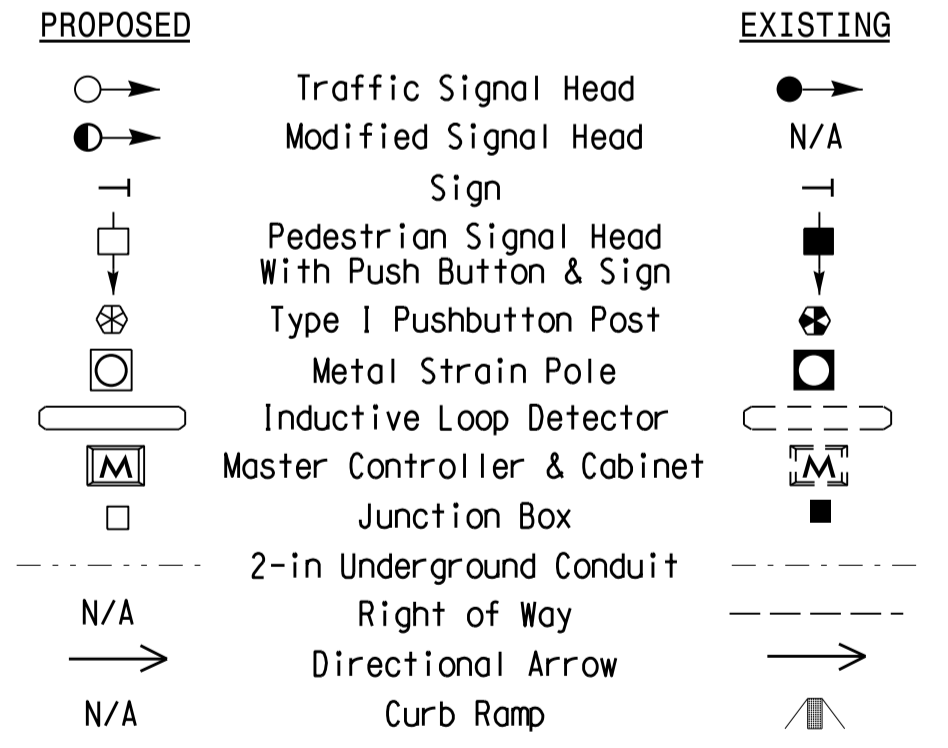 PROPOSED EXISTING
Traffic Signal Head
Modified Signal Head N/A
Sign
Pedestrian Signal Head
With Push Button & Sign
Type I Pushbutton Post
Metal Strain Pole
Inductive Loop Detector
M Master Controller & Cabinet M
Junction Box
2-in Underground Conduit
N/A Right of Way
Directional Arrow
N/A Curb Ramp